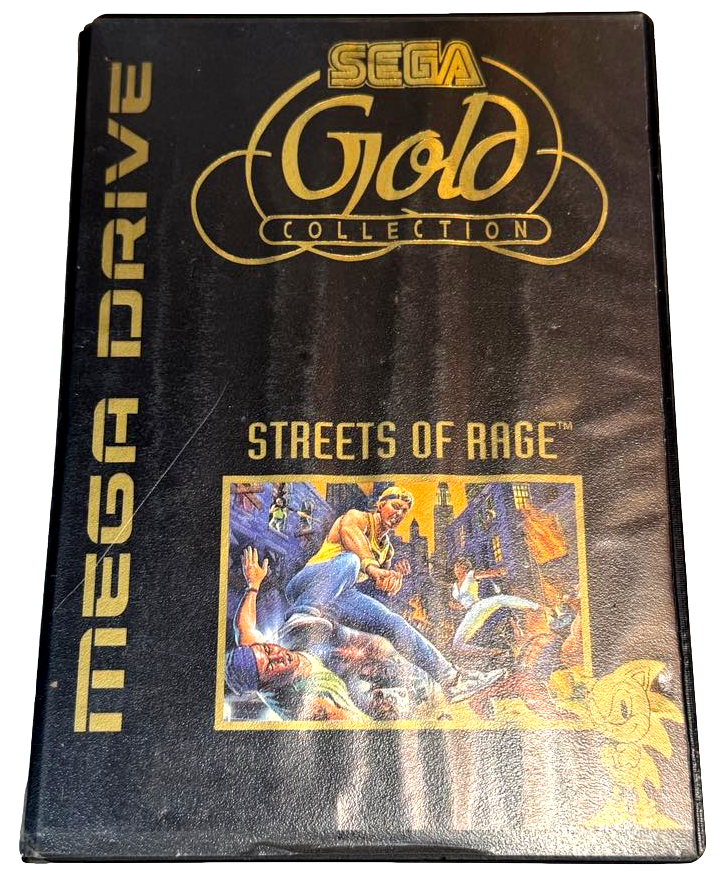 SEGA
Gold
COLLECTION
MEGA DRIVE
STREETS OF RAGE™